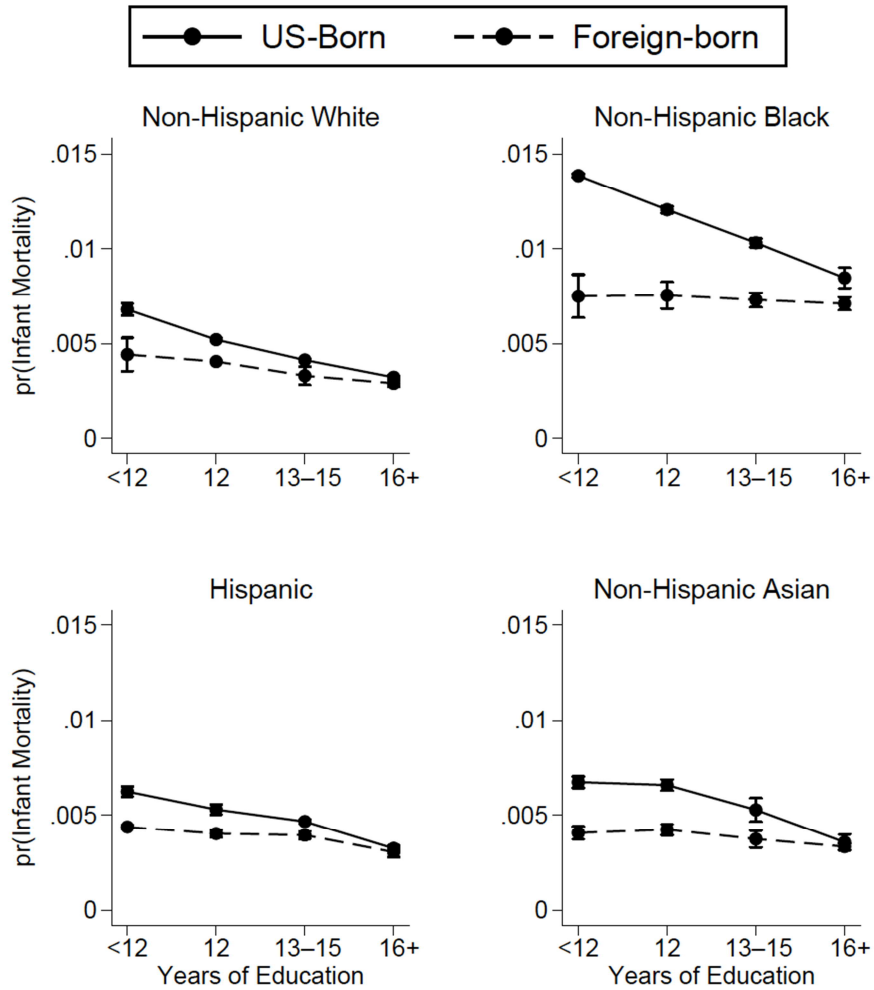 US-Born Foreign-born
Non-Hispanic White
pr(Infant Mortality)
.015
.01
.005
0
<12 12 13–15 16+
Non-Hispanic Black
.015
.01
.005
0
<12 12 13–15 16+
Hispanic
pr(Infant Mortality)
.015
.01
.005
0
<12 12 13–15 16+
Years of Education
Non-Hispanic Asian
.015
.01
.005
0
<12 12 13–15 16+
Years of Education